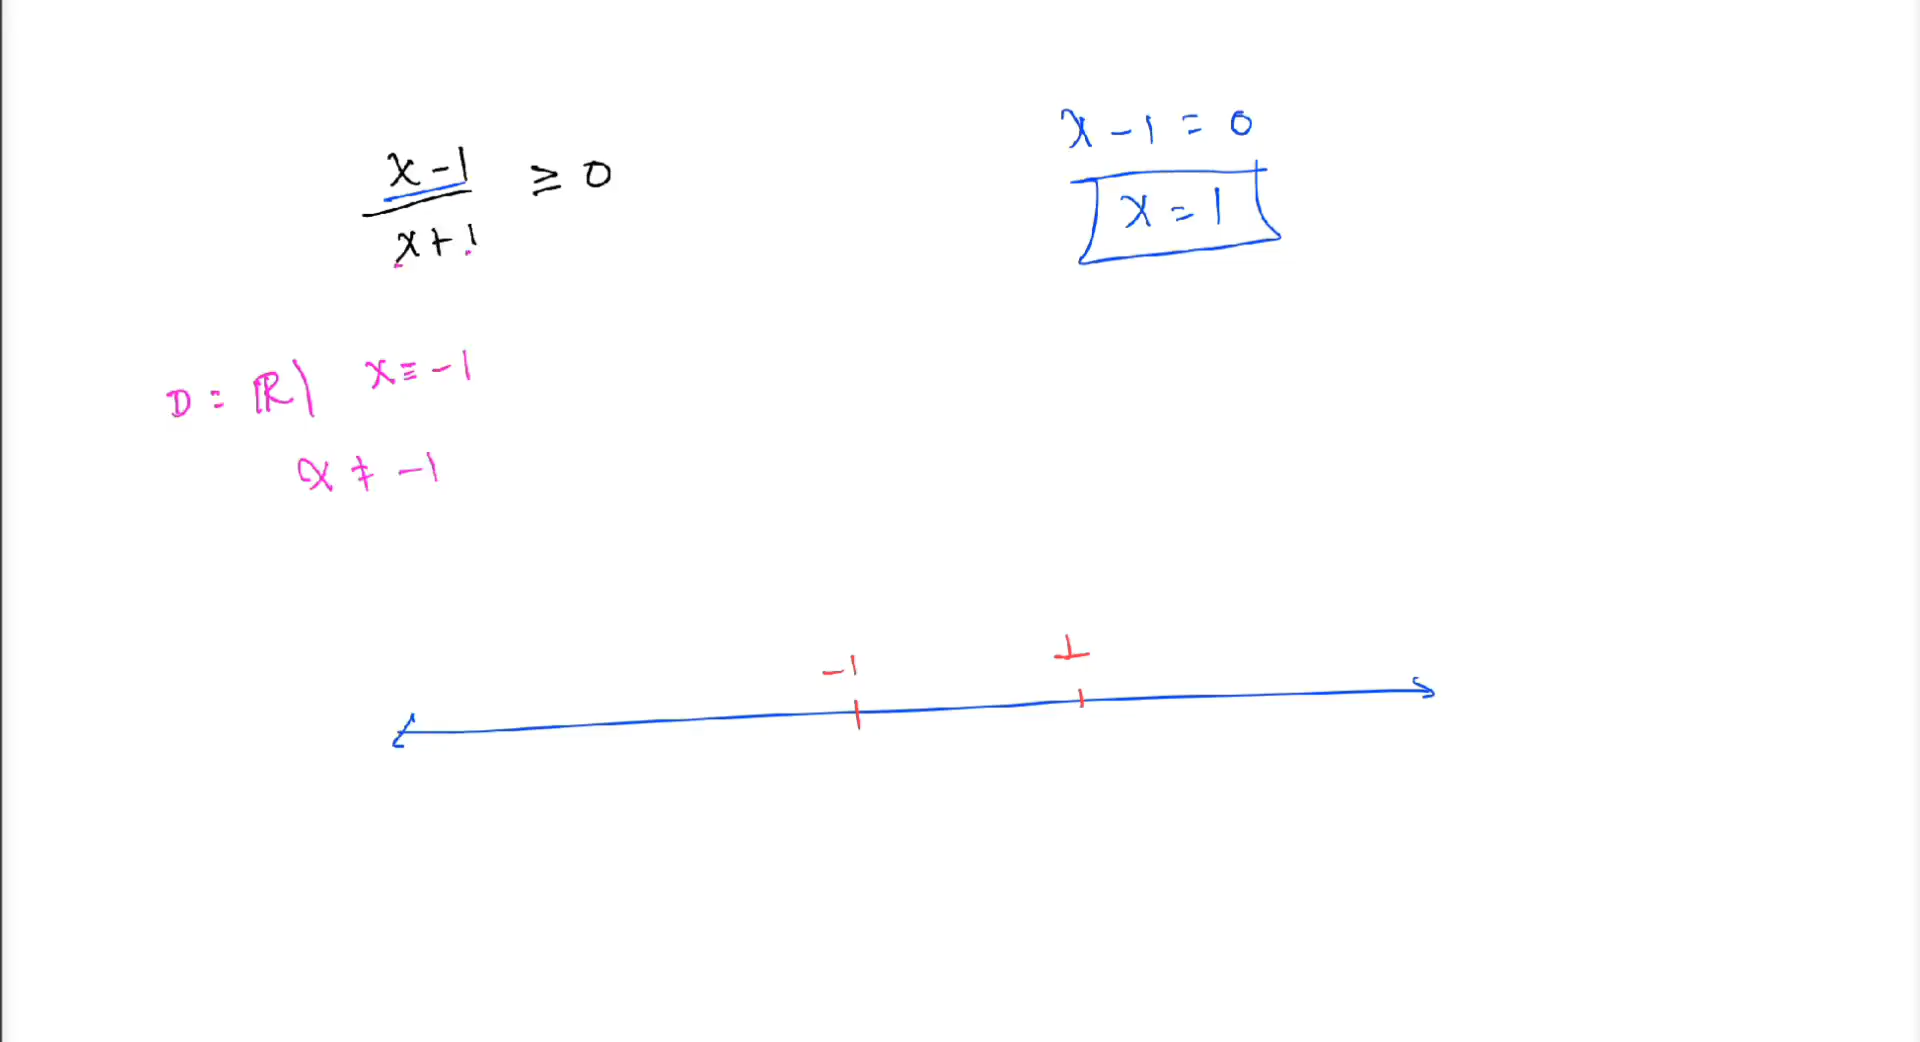 x-1 / x+1 ≥ 0
x-1 = 0
x = 1
D = ℝ \ x = -1
x ≠ -1
-1 1